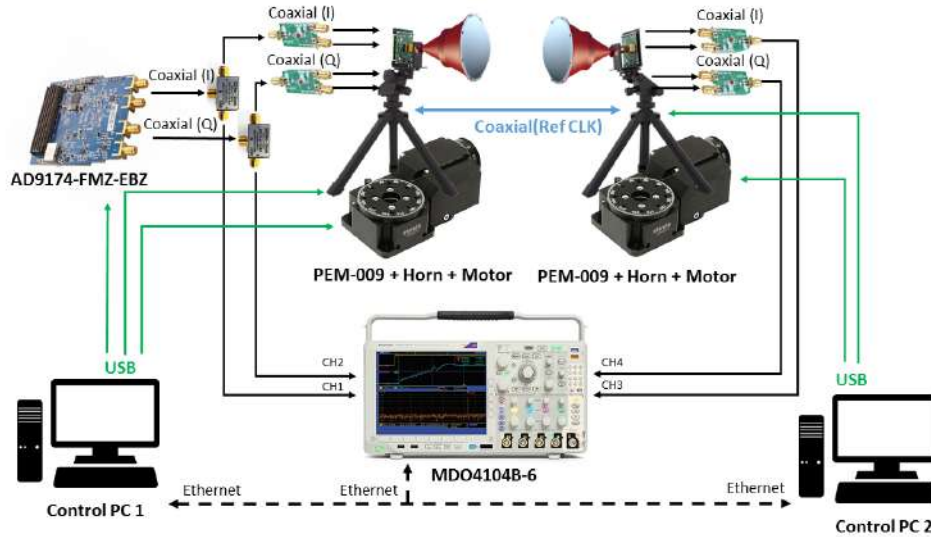 Coaxial (I)
Coaxial (I)
Coaxial (Q)
Coaxial (Q)
Coaxial (I)
Coaxial (Q)
Coaxial(Ref CLK)
AD9174-FMZ-EBZ
PEM-009 + Horn + Motor
PEM-009 + Horn + Motor
CH2
CH4
USB
CH1
CH3
USB
MDO4104B-6
Ethernet
Ethernet
Ethernet
Control PC 1
Control PC 2